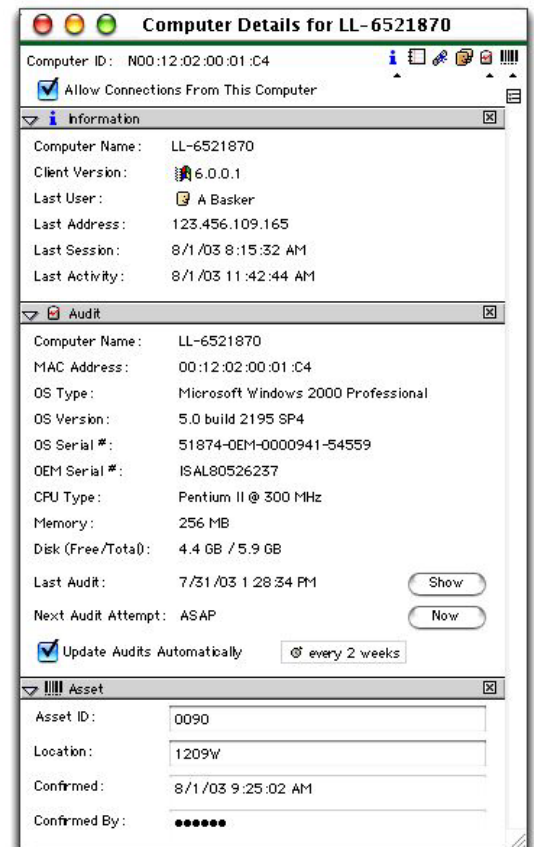 Computer Details for LL-6521870
Computer ID: N00:12:02:00:01:C4
Allow Connections From This Computer
Information
Computer Name: LL-6521870
Client Version: 6.0.0.1
Last User: A Basker
Last Address: 123.456.109.165
Last Session: 8/1/03 8:15:32 AM
Last Activity: 8/1/03 11:42:44 AM
Audit
Computer Name: LL-6521870
MAC Address: 00:12:02:00:01:C4
OS Type: Microsoft Windows 2000 Professional
OS Version: 5.0 build 2195 SP4
OS Serial #: 51874-OEM-0000941-54559
OEM Serial #: ISAL80526237
CPU Type: Pentium II @ 300 MHz
Memory: 256 MB
Disk (Free/Total): 4.4 GB / 5.9 GB
Last Audit: 7/31/03 1:28:34 PM Show
Next Audit Attempt: ASAP Now
Update Audits Automatically every 2 weeks
Asset
Asset ID: 0090
Location: 1209W
Confirmed: 8/1/03 9:25:02 AM
Confirmed By: ●●●●●●